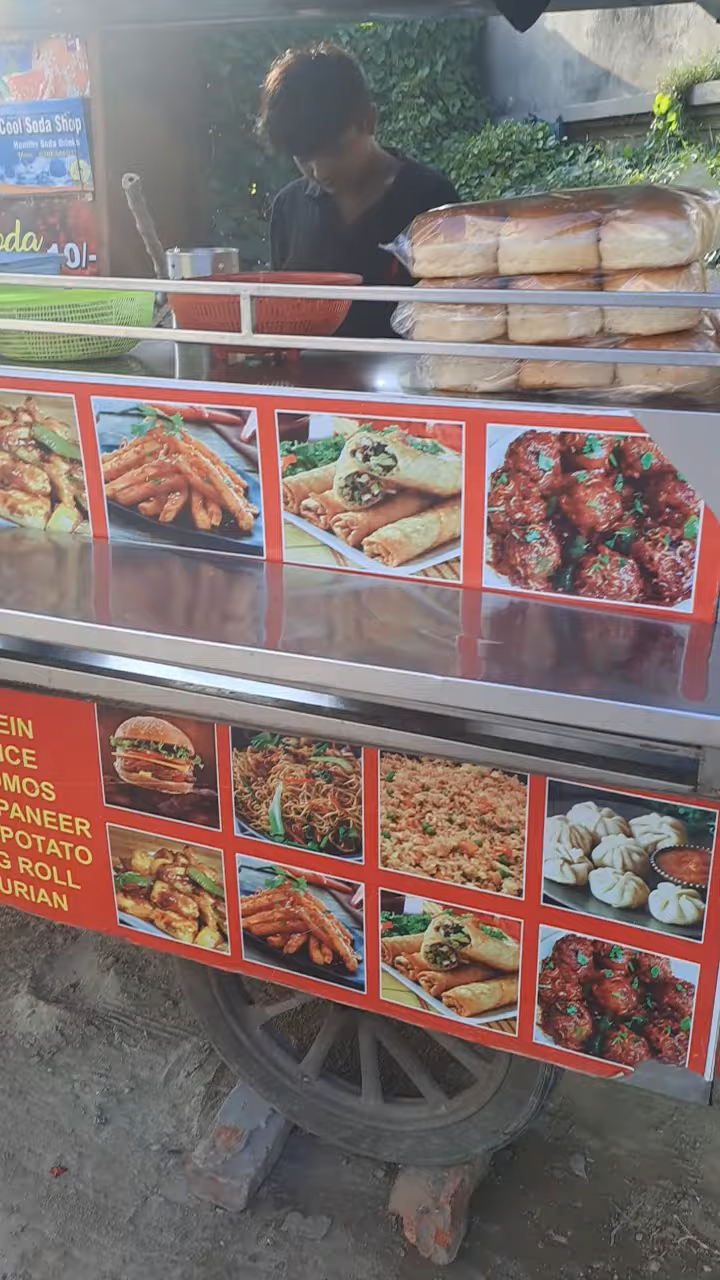 Cool Soda Shop
Healthy Soda Drinks
oda 10/-
EIN
ICE
OMOS
PANEER
POTATO
G ROLL
URIAN